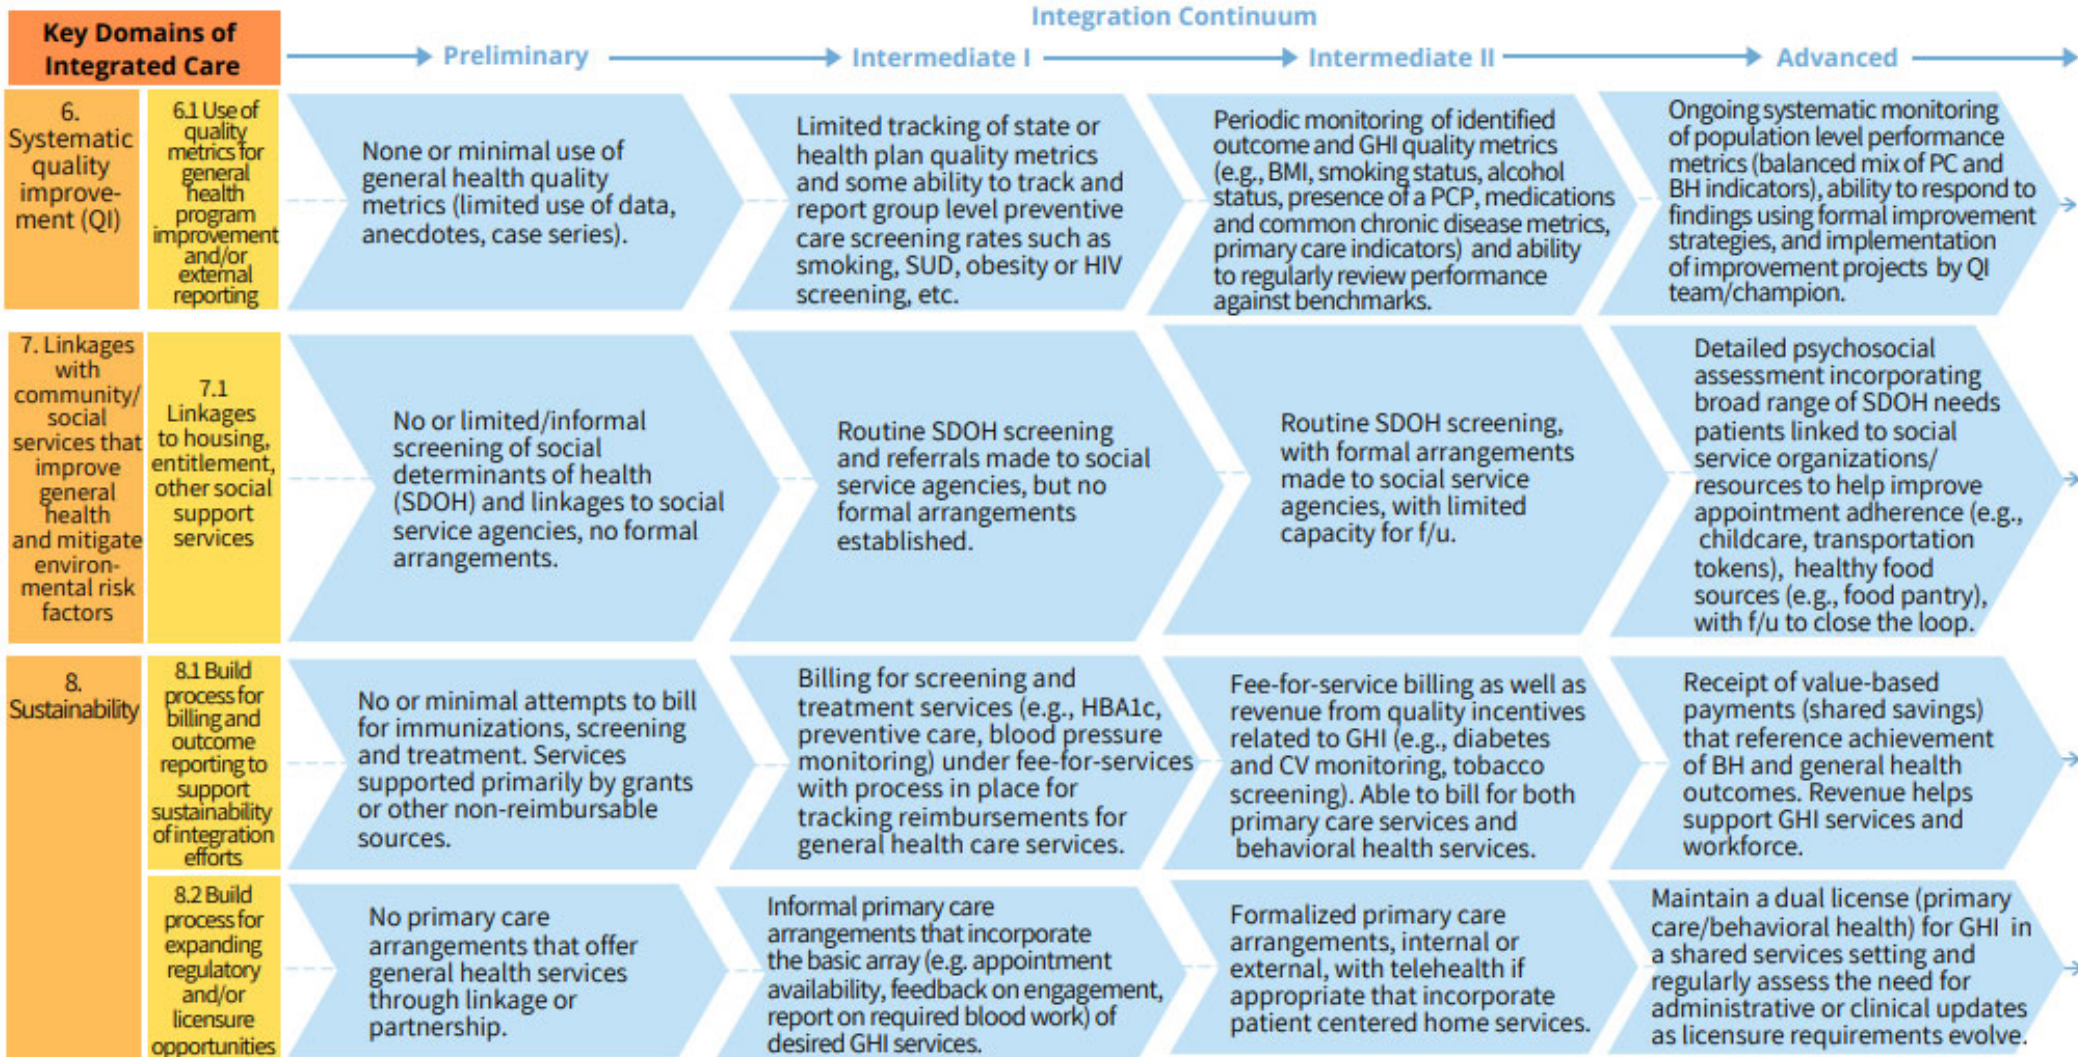 Integration Continuum
Key Domains of
Integrated Care
Preliminary
Intermediate I
Intermediate II
Advanced
6.
Systematic
quality
improve-
ment (QI)
6.1 Use of
quality
metrics for
general
health
program
improvement
and/or
external
reporting
None or minimal use of
general health quality
metrics (limited use of data,
anecdotes, case series).
Limited tracking of state or
health plan quality metrics
and some ability to track and
report group level preventive
care screening rates such as
smoking, SUD, obesity or HIV
screening, etc.
Periodic monitoring of identified
outcome and GHI quality metrics
(e.g., BMI, smoking status, alcohol
status, presence of a PCP, medications
and common chronic disease metrics,
primary care indicators) and ability
to regularly review performance
against benchmarks.
Ongoing systematic monitoring
of population level performance
metrics (balanced mix of PC and
BH indicators), ability to respond to
findings using formal improvement
strategies, and implementation
of improvement projects by QI
team/champion.
7. Linkages
with
community/
social
services that
improve
general
health
and mitigate
environ-
mental risk
factors
7.1
Linkages
to housing,
entitlement,
other social
support
services
No or limited/informal
screening of social
determinants of health
(SDOH) and linkages to social
service agencies, no formal
arrangements.
Routine SDOH screening
and referrals made to social
service agencies, but no
formal arrangements
established.
Routine SDOH screening,
with formal arrangements
made to social service
agencies, with limited
capacity for f/u.
Detailed psychosocial
assessment incorporating
broad range of SDOH needs
patients linked to social
service organizations/
resources to help improve
appointment adherence (e.g.,
childcare, transportation
tokens), healthy food
sources (e.g., food pantry),
with f/u to close the loop.
8.
Sustainability
8.1 Build
process for
billing and
outcome
reporting to
support
sustainability
of integration
efforts
No or minimal attempts to bill
for immunizations, screening
and treatment. Services
supported primarily by grants
or other non-reimbursable
sources.
Billing for screening and
treatment services (e.g., HBA1c,
preventive care, blood pressure
monitoring) under fee-for-services
with process in place for
tracking reimbursements for
general health care services.
Fee-for-service billing as well as
revenue from quality incentives
related to GHI (e.g., diabetes
and CV monitoring, tobacco
screening). Able to bill for both
primary care services and
behavioral health services.
Receipt of value-based
payments (shared savings)
that reference achievement
of BH and general health
outcomes. Revenue helps
support GHI services and
workforce.
8.2 Build
process for
expanding
regulatory
and/or
licensure
opportunities
No primary care
arrangements that offer
general health services
through linkage or
partnership.
Informal primary care
arrangements that incorporate
the basic array (e.g. appointment
availability, feedback on engagement,
report on required blood work) of
desired GHI services.
Formalized primary care
arrangements, internal or
external, with telehealth if
appropriate that incorporate
patient centered home services.
Maintain a dual license (primary
care/behavioral health) for GHI in
a shared services setting and
regularly assess the need for
administrative or clinical updates
as licensure requirements evolve.